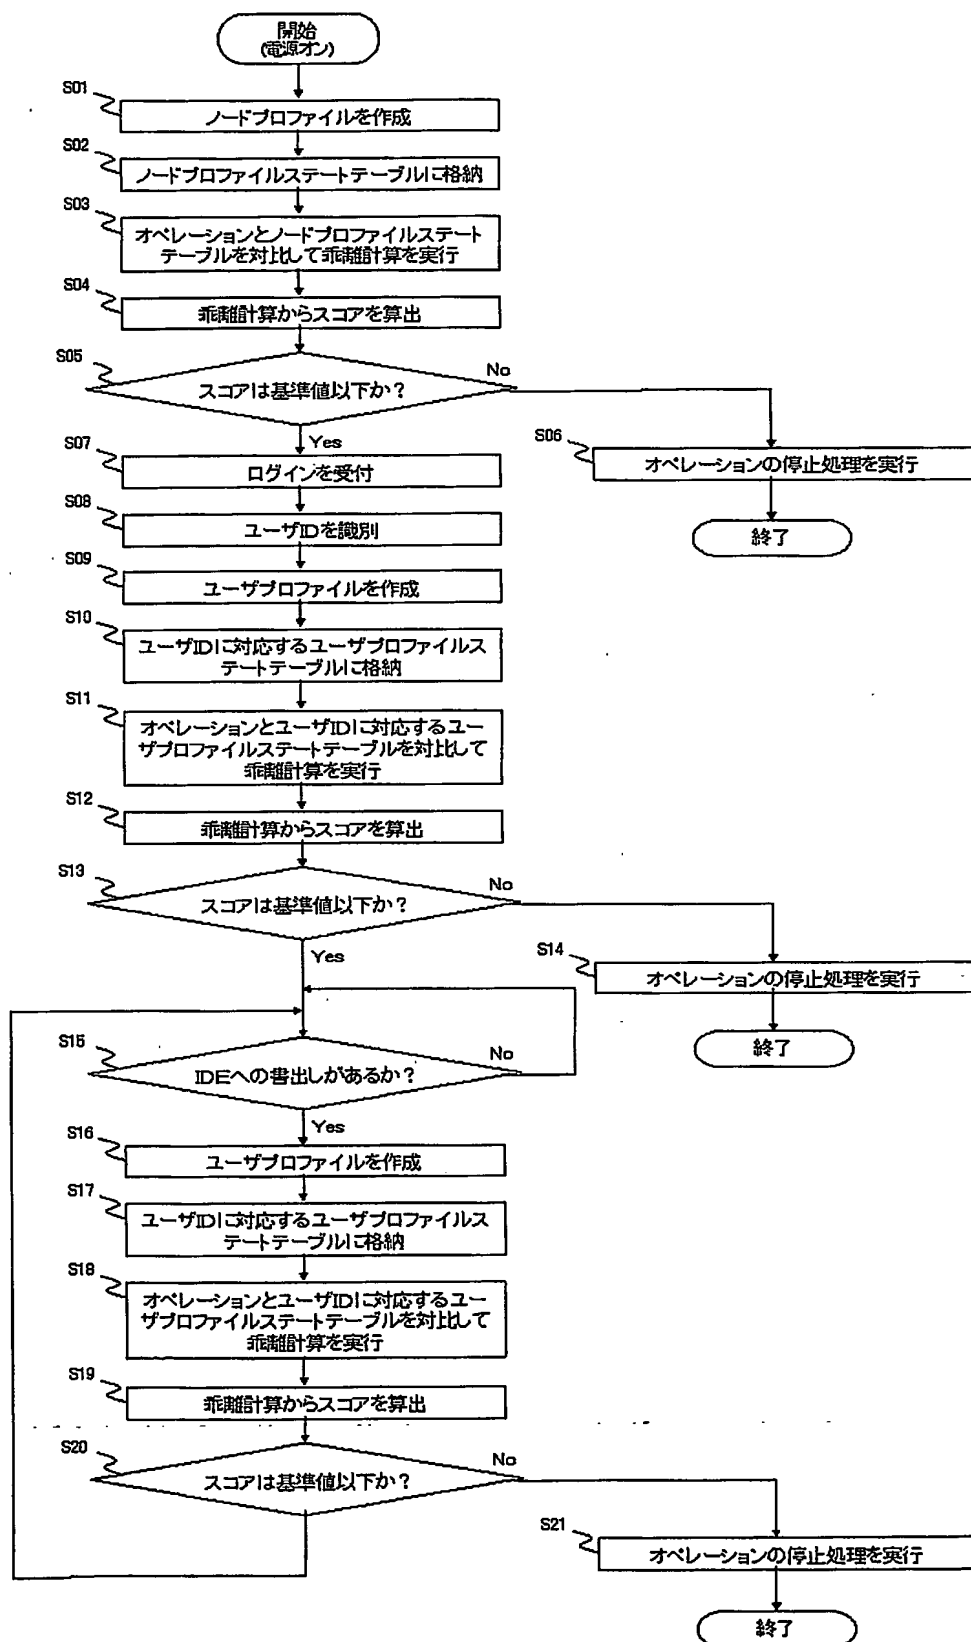 開始
(電源オン)
S01
ノードプロファイルを作成
S02
ノードプロファイルステートテーブルに格納
S03
オペレーションとノードプロファイルステート
テーブルを対比して乖離計算を実行
S04
乖離計算からスコアを算出
S05
スコアは基準値以下か？
No
Yes
S06
オペレーションの停止処理を実行
終了
S07
ログインを受付
S08
ユーザIDを識別
S09
ユーザプロファイルを作成
S10
ユーザIDに対応するユーザプロファイルス
テートテーブルに格納
S11
オペレーションとユーザIDに対応するユー
ザプロファイルステートテーブルを対比して
乖離計算を実行
S12
乖離計算からスコアを算出
S13
スコアは基準値以下か？
No
Yes
S14
オペレーションの停止処理を実行
終了
S15
IDEへの書出しがあるか？
No
Yes
S16
ユーザプロファイルを作成
S17
ユーザIDに対応するユーザプロファイルス
テートテーブルに格納
S18
オペレーションとユーザIDに対応するユー
ザプロファイルステートテーブルを対比して
乖離計算を実行
S19
乖離計算からスコアを算出
S20
スコアは基準値以下か？
No
S21
オペレーションの停止処理を実行
終了